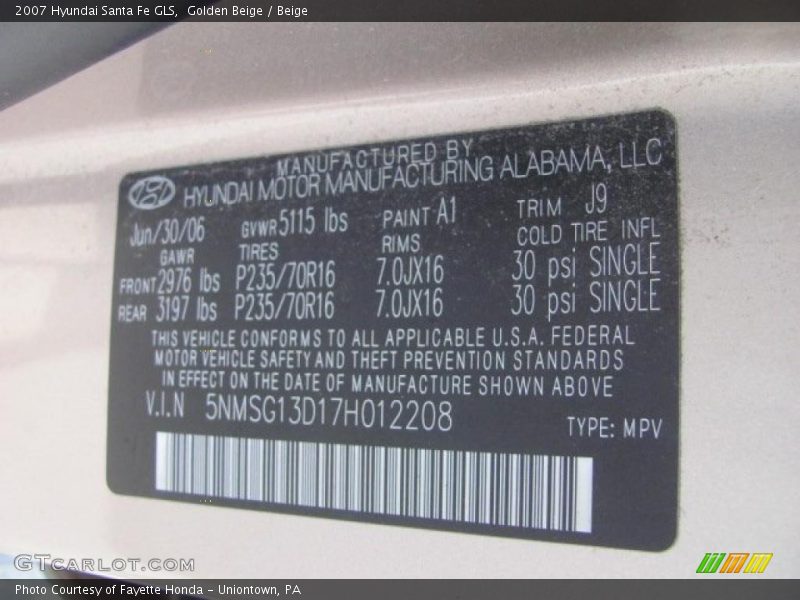 2007 Hyundai Santa Fe GLS,  Golden Beige / Beige
MANUFACTURED BY
HYUNDAI MOTOR MANUFACTURING ALABAMA, LLC
Jun/30/06 GVWR 5115 lbs PAINT A1 TRIM J9
GAWR TIRES RIMS COLD TIRE INFL
FRONT 2976 lbs P235/70R16 7.0JX16 30 psi SINGLE
REAR 3197 lbs P235/70R16 7.0JX16 30 psi SINGLE
THIS VEHICLE CONFORMS TO ALL APPLICABLE U.S.A. FEDERAL
MOTOR VEHICLE SAFETY AND THEFT PREVENTION STANDARDS
IN EFFECT ON THE DATE OF MANUFACTURE SHOWN ABOVE
V.I.N 5NMSG13D17H012208
TYPE: MPV
GTCARLOT.COM
Photo Courtesy of Fayette Honda - Uniontown, PA